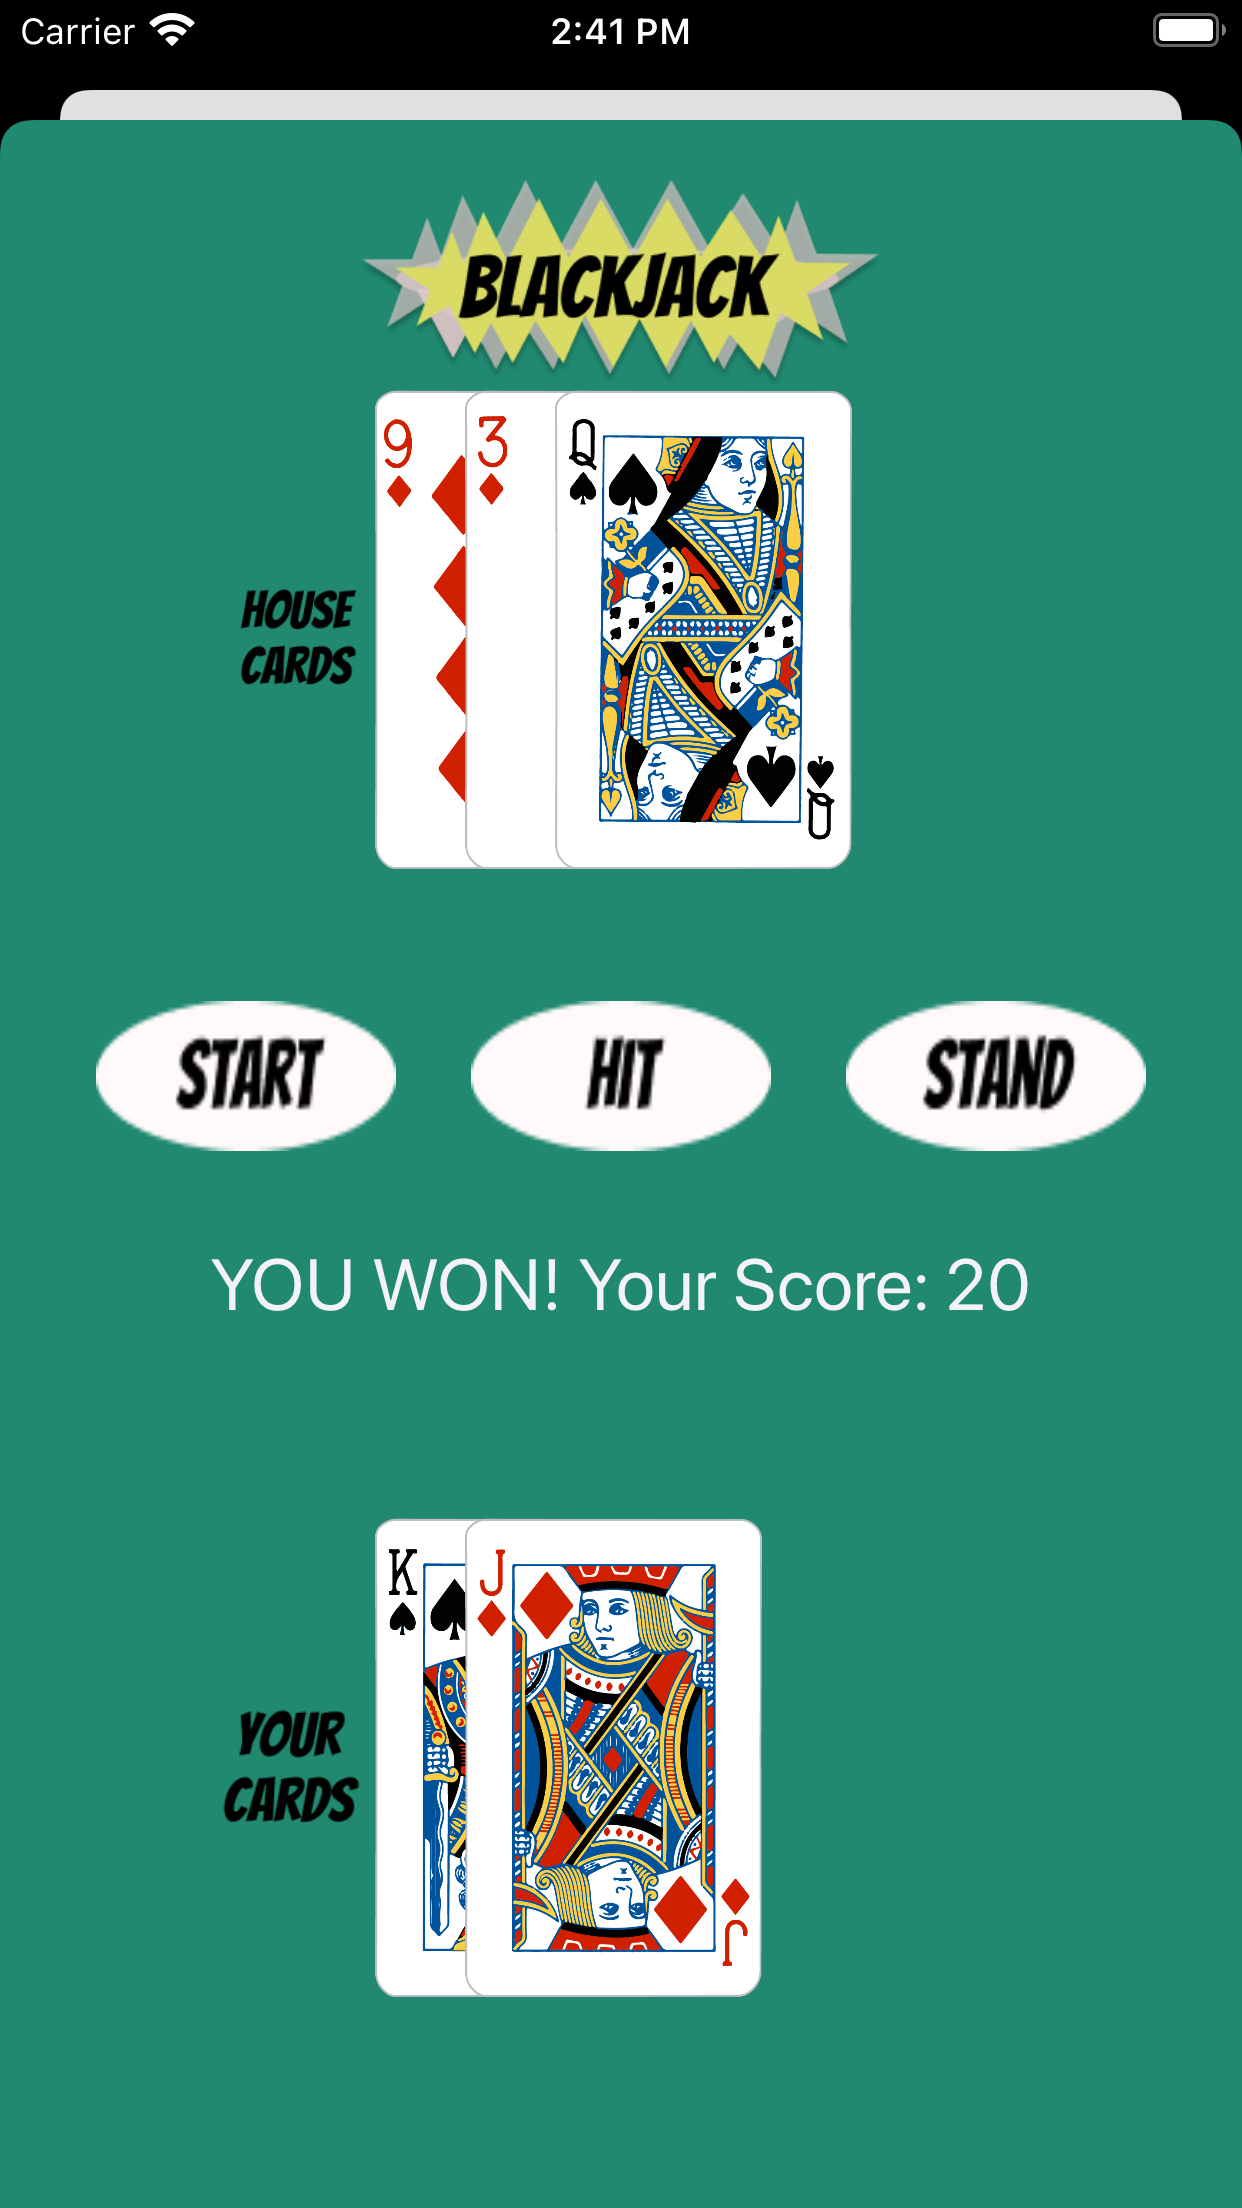 Carrier 2:41 PM
BLACKJACK
9 3 Q
HOUSE
CARDS
Q
START HIT STAND
YOU WON! Your Score: 20
K J
YOUR
CARDS
J